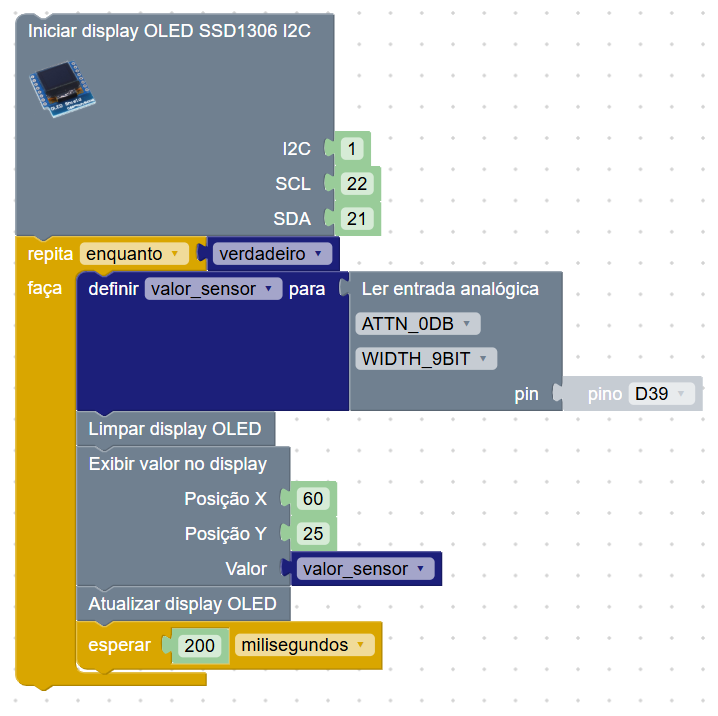 Iniciar display OLED SSD1306 I2C
I2C 1
SCL 22
SDA 21
repita enquanto verdadeiro
faça definir valor_sensor para Ler entrada analógica
ATTN_0DB
WIDTH_9BIT
pin pino D39
Limpar display OLED
Exibir valor no display
Posição X 60
Posição Y 25
Valor valor_sensor
Atualizar display OLED
esperar 200 milisegundos